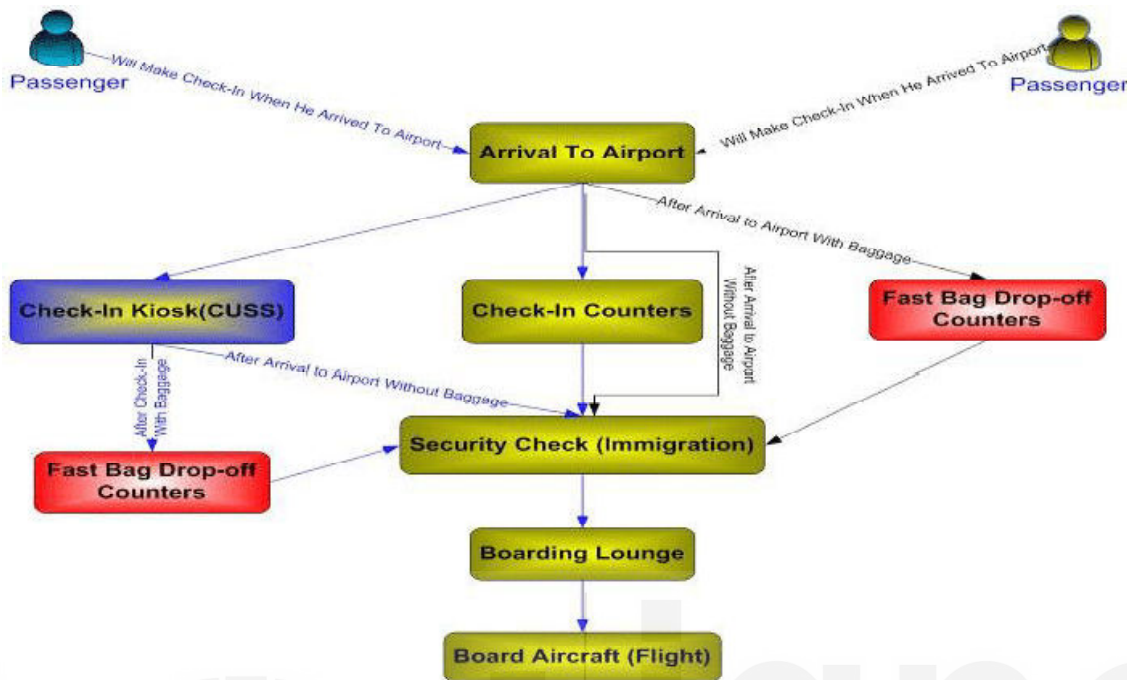 Passenger
Passenger
Will Make Check-In When He Arrived To Airport
Will Make Check-In When He Arrived To Airport
Arrival To Airport
After Arrival to Airport With Baggage
Check-In Kiosk(CUSS)
Check-In Counters
After Arrival to Airport
Without Baggage
Fast Bag Drop-off
Counters
After Check-In
With Baggage
After Arrival to Airport Without Baggage
Security Check (Immigration)
Fast Bag Drop-off
Counters
Boarding Lounge
Board Aircraft (Flight)